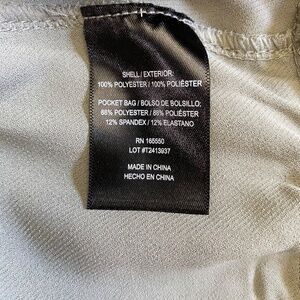 SHELL / EXTERIOR:
100% POLYESTER / 100% POLIÉSTER
POCKET BAG / BOLSO DE BOLSILLO:
88% POLYESTER / 88% POLIÉSTER
12% SPANDEX / 12% ELASTANO
RN 165550
LOT #T2413937
MADE IN CHINA
HECHO EN CHINA